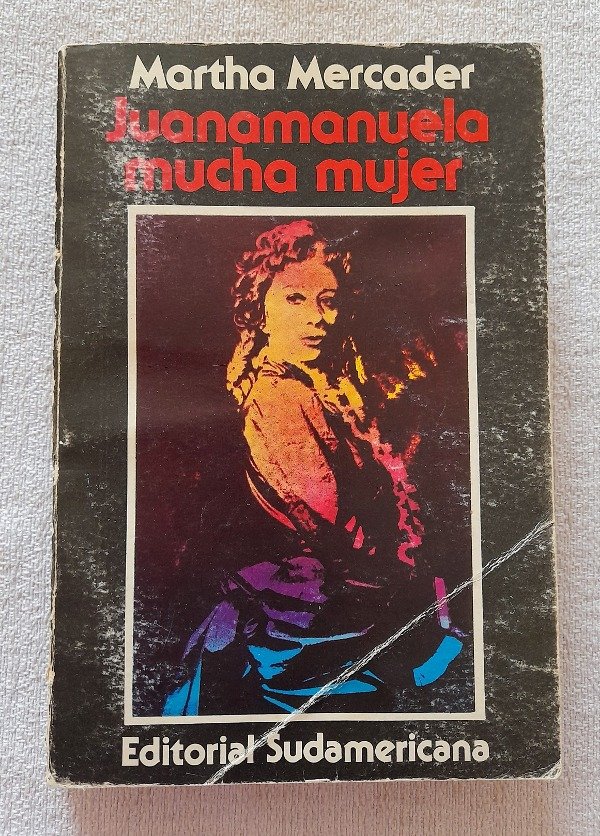 Martha Mercader
Juanamanuela
mucha mujer
Editorial Sudamericana